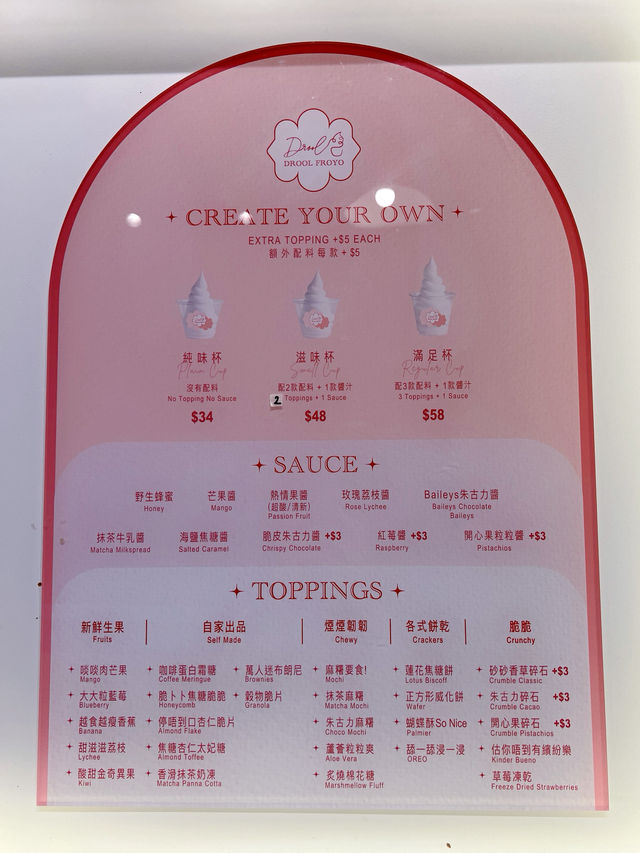 Drool
DROOL FROYO
CREATE YOUR OWN
EXTRA TOPPING +$5 EACH
額外配料每款 + $5
純味杯
Plain Cup
沒有配料
No Topping No Sauce
$34
滋味杯
Small Cup
配2款配料 + 1款醬汁
2 Toppings + 1 Sauce
$48
滿足杯
Regular Cup
配3款配料 + 1款醬汁
3 Toppings + 1 Sauce
$58
SAUCE
野生蜂蜜
Honey
芒果醬
Mango
熱情果醬
(超酸/清新)
Passion Fruit
玫瑰荔枝醬
Rose Lychee
Baileys朱古力醬
Baileys Chocolate
Baileys
抹茶牛乳醬
Matcha Milkspread
海鹽焦糖醬
Salted Caramel
脆皮朱古力醬 +$3
Chrispy Chocolate
紅莓醬 +$3
Raspberry
開心果粒粒醬 +$3
Pistachios
TOPPINGS
新鮮生果
Fruits
自家出品
Self Made
煙煙韌韌
Chewy
各式餅乾
Crackers
脆脆
Crunchy
啖啖肉芒果
Mango
大大粒藍莓
Blueberry
越食越瘦香蕉
Banana
甜滋滋荔枝
Lychee
酸甜金奇異果
Kiwi
咖啡蛋白霜糖
Coffee Meringue
脆卜卜焦糖脆脆
Honeycomb
停唔到口杏仁脆片
Almond Flake
焦糖杏仁太妃糖
Almond Toffee
香滑抹茶奶凍
Matcha Panna Cotta
萬人迷布朗尼
Brownies
穀物脆片
Granola
麻糬要食!
Mochi
抹茶麻糬
Matcha Mochi
朱古力麻糬
Choco Mochi
蘆薈粒粒爽
Aloe Vera
炙燒棉花糖
Marshmellow Fluff
蓮花焦糖餅
Lotus Biscoff
正方形威化餅
Wafer
蝴蝶酥So Nice
Palmier
舔一舔浸一浸
OREO
砂砂香草碎石 +$3
Crumble Classic
朱古力碎石 +$3
Crumble Cacao
開心果碎石 +$3
Crumble Pistachios
估你唔到有繽紛樂
Kinder Bueno
草莓凍乾
Freeze Dried Strawberries